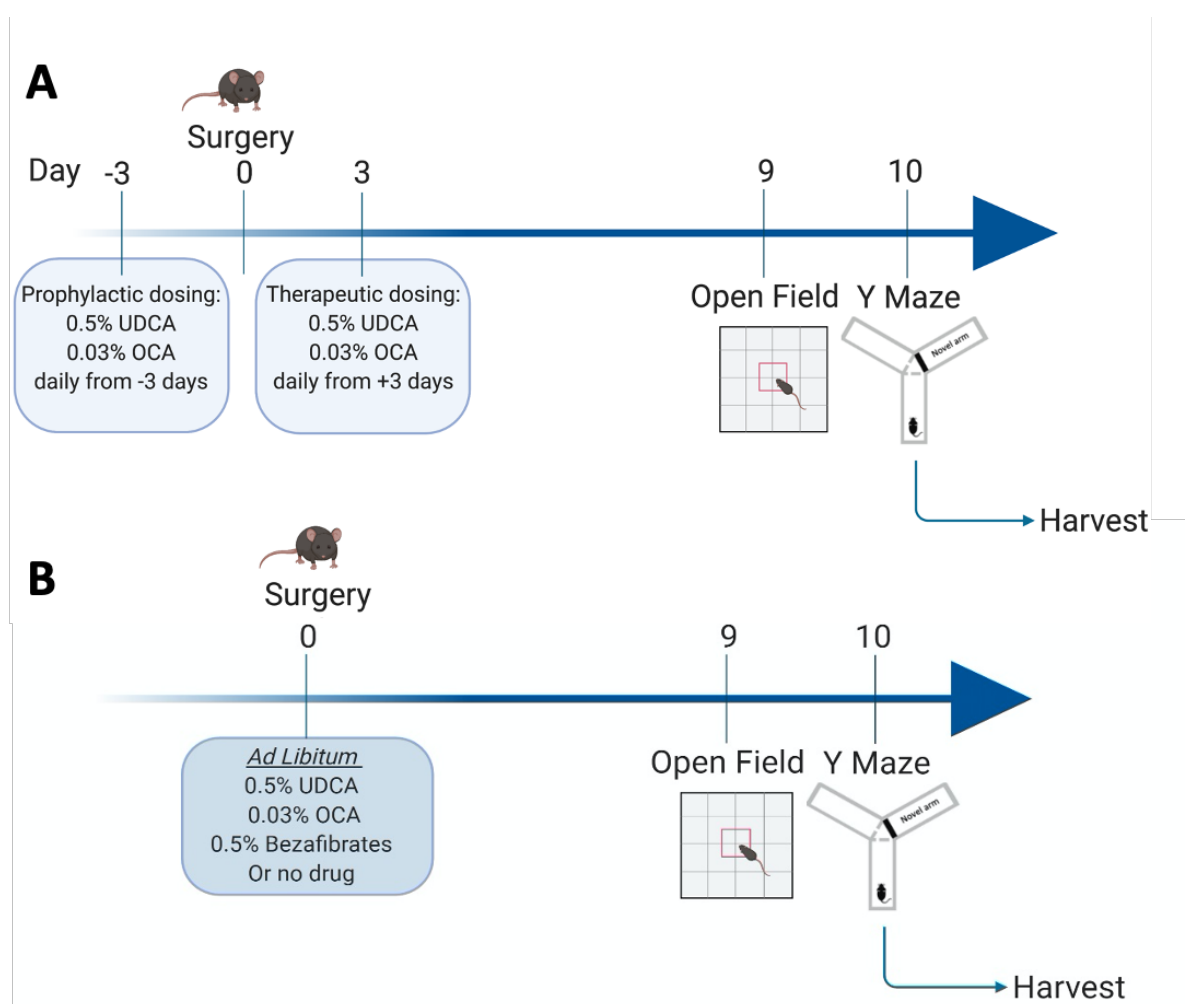 A
Surgery
Day -3 0 3 9 10
Prophylactic dosing:
0.5% UDCA
0.03% OCA
daily from -3 days
Therapeutic dosing:
0.5% UDCA
0.03% OCA
daily from +3 days
Open Field Y Maze
Novel arm
Harvest
B
Surgery
0 9 10
Ad Libitum
0.5% UDCA
0.03% OCA
0.5% Bezafibrates
Or no drug
Open Field Y Maze
Novel arm
Harvest